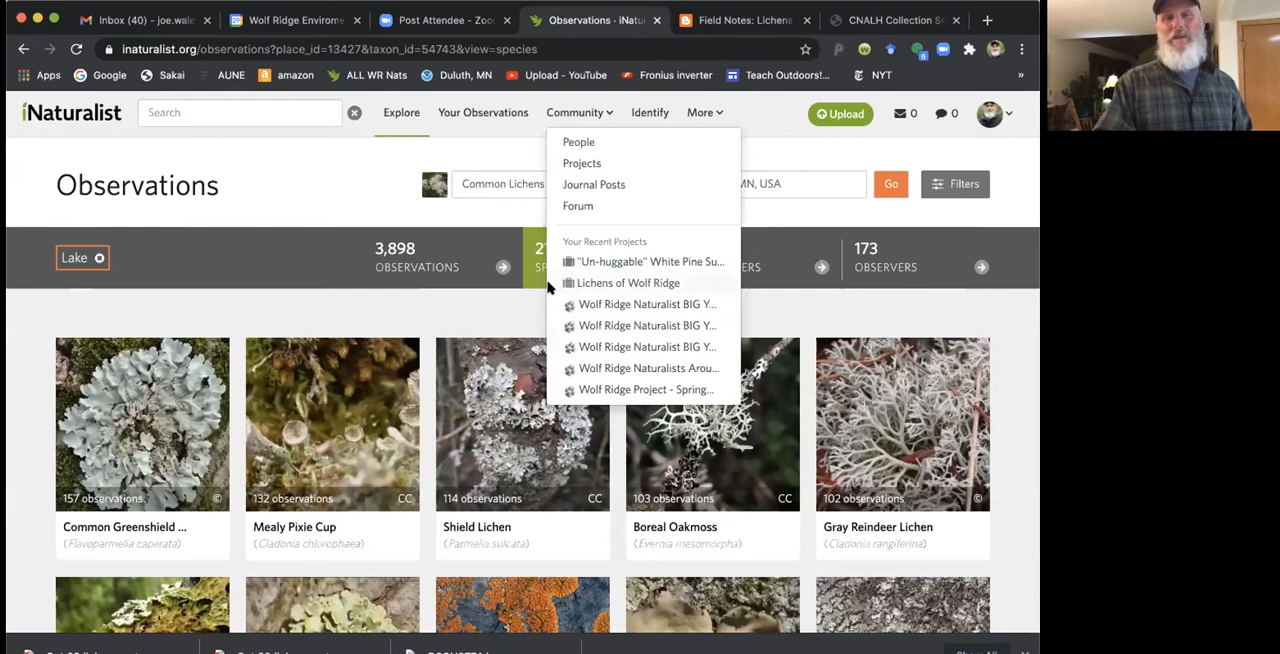 Inbox (40) - joe.wal
Wolf Ridge Envirome
Post Attendee - Zoo
Observations · iNatu
Field Notes: Lichens
CNALH Collection Se
inaturalist.org/observations?place_id=13427&taxon_id=54743&view=species
Apps
Google
Sakai
AUNE
amazon
ALL WR Nats
Duluth, MN
Upload - YouTube
Fronius inverter
Teach Outdoors!...
NYT
»
iNaturalist
Search
Explore
Your Observations
Community
Identify
More
Upload
0
0
People
Projects
Journal Posts
Forum
Your Recent Projects
"Un-huggable" White Pine Su...
Lichens of Wolf Ridge
Wolf Ridge Naturalist BIG Y...
Wolf Ridge Naturalist BIG Y...
Wolf Ridge Naturalist BIG Y...
Wolf Ridge Naturalists Arou...
Wolf Ridge Project - Spring...
Observations
Common Lichens
MN, USA
Go
Filters
Lake
3,898
OBSERVATIONS
173
OBSERVERS
157 observations
©
132 observations
CC
114 observations
CC
103 observations
CC
102 observations
©
Common Greenshield ...
(Flavoparmelia caperata)
Mealy Pixie Cup
(Cladonia chlorophaea)
Shield Lichen
(Parmelia sulcata)
Boreal Oakmoss
(Evernia mesomorpha)
Gray Reindeer Lichen
(Cladonia rangiferina)